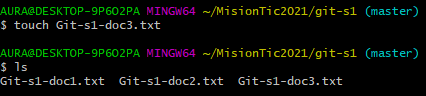 AURA@DESKTOP-9P6O2PA MINGW64 ~/MisionTic2021/git-s1 (master)
$ touch Git-s1-doc3.txt
AURA@DESKTOP-9P6O2PA MINGW64 ~/MisionTic2021/git-s1 (master)
$ ls
Git-s1-doc1.txt  Git-s1-doc2.txt  Git-s1-doc3.txt